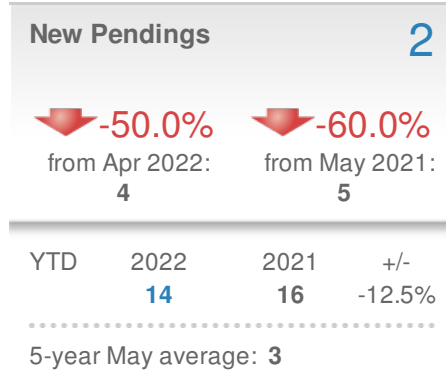 New Pendings 2
-50.0% -60.0%
from Apr 2022: from May 2021:
4 5
YTD 2022 2021 +/-
14 16 -12.5%
5-year May average: 3